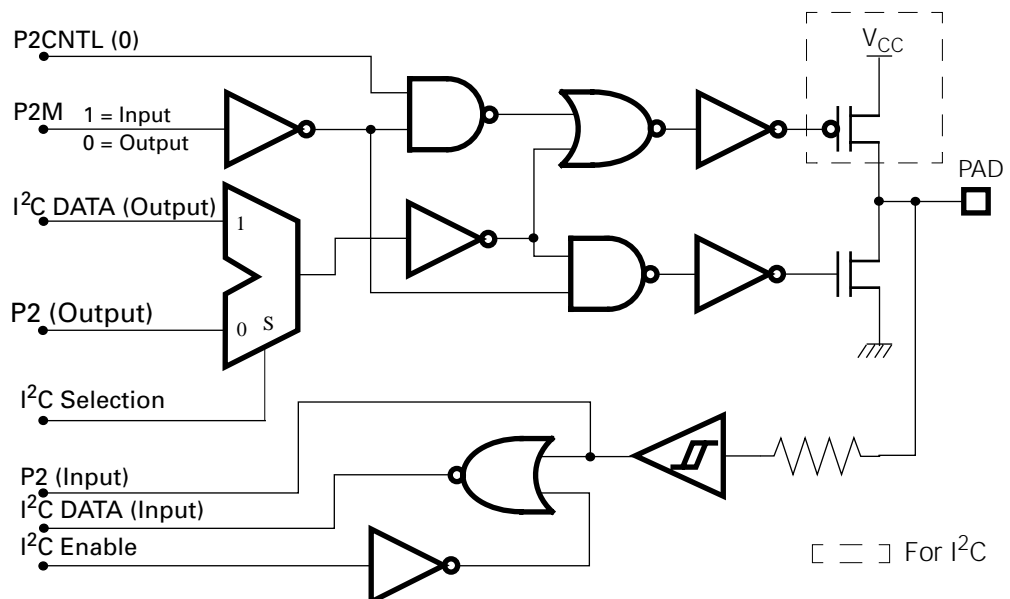 P2CNTL (0)
V_CC
P2M 1 = Input
0 = Output
PAD
I²C DATA (Output)
1
P2 (Output)
0 S
I²C Selection
P2 (Input)
I²C DATA (Input)
I²C Enable
For I²C